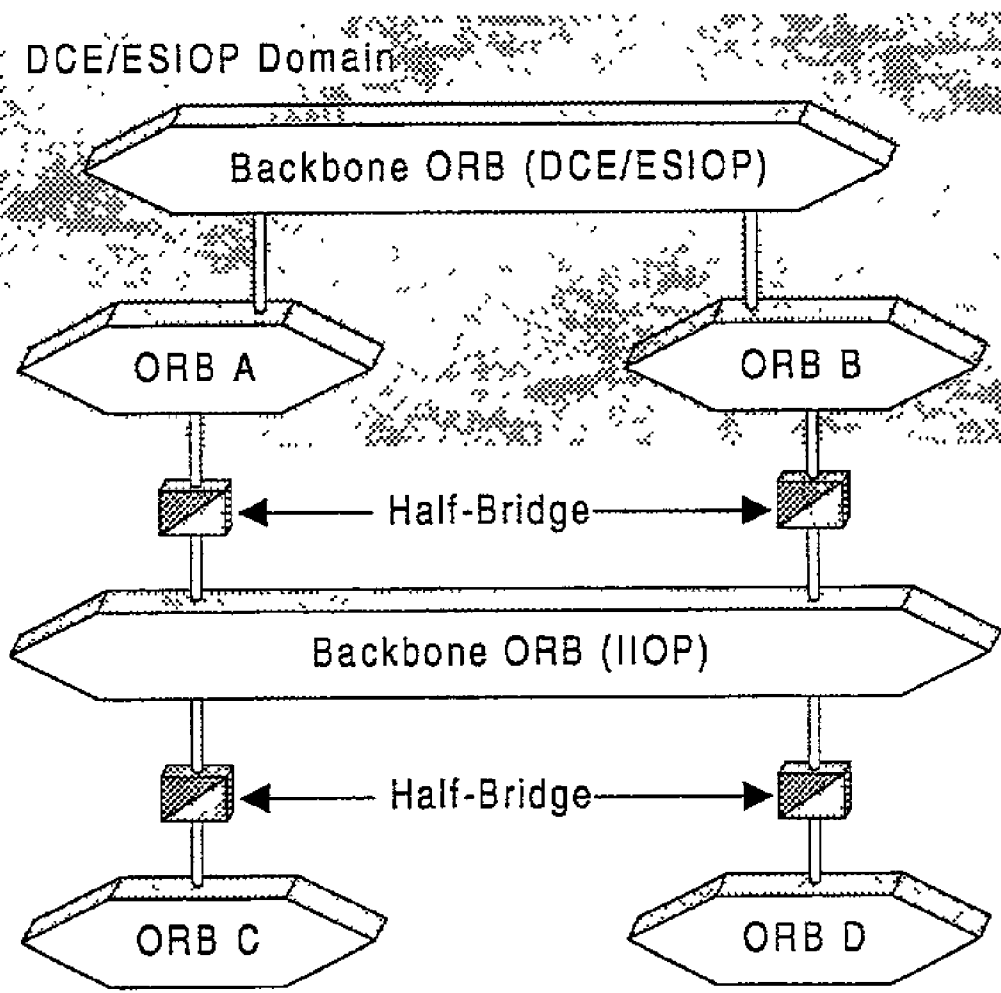 DCE/ESIOP Domain
Backbone ORB (DCE/ESIOP)
ORB A
ORB B
Half-Bridge
Backbone ORB (IIOP)
Half-Bridge
ORB C
ORB D